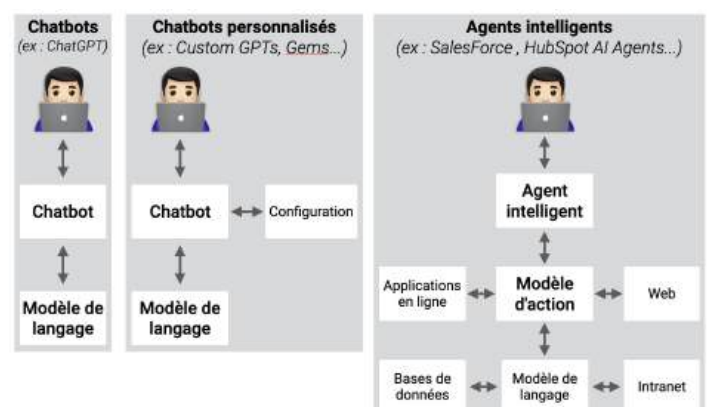 Chatbots
(ex : ChatGPT)
Chatbot
Modèle de
langage
Chatbots personnalisés
(ex : Custom GPTs, Gems...)
Chatbot
Configuration
Modèle de
langage
Agents intelligents
(ex : SalesForce , HubSpot AI Agents...)
Agent
intelligent
Applications
en ligne
Modèle
d'action
Web
Bases de
données
Modèle de
langage
Intranet